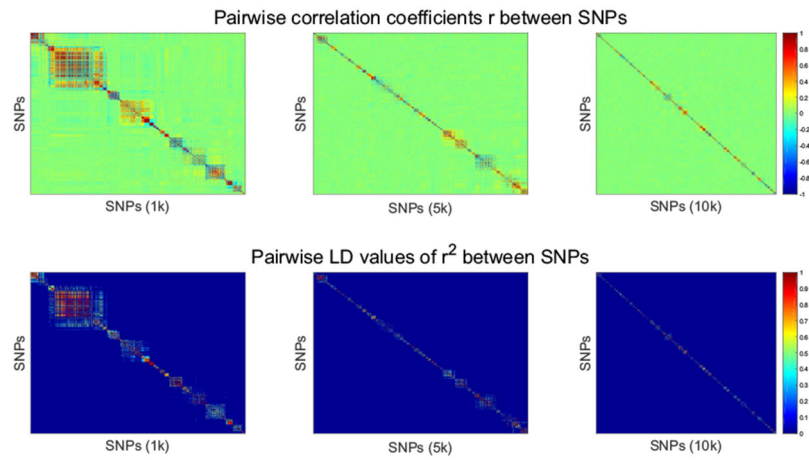 Pairwise correlation coefficients r between SNPs
SNPs
SNPs
SNPs
1
0.8
0.6
0.4
0.2
0
-0.2
-0.4
-0.6
-0.8
-1
SNPs (1k)
SNPs (5k)
SNPs (10k)
Pairwise LD values of r² between SNPs
SNPs
SNPs
SNPs
1
0.9
0.8
0.7
0.6
0.5
0.4
0.3
0.2
0.1
0
SNPs (1k)
SNPs (5k)
SNPs (10k)